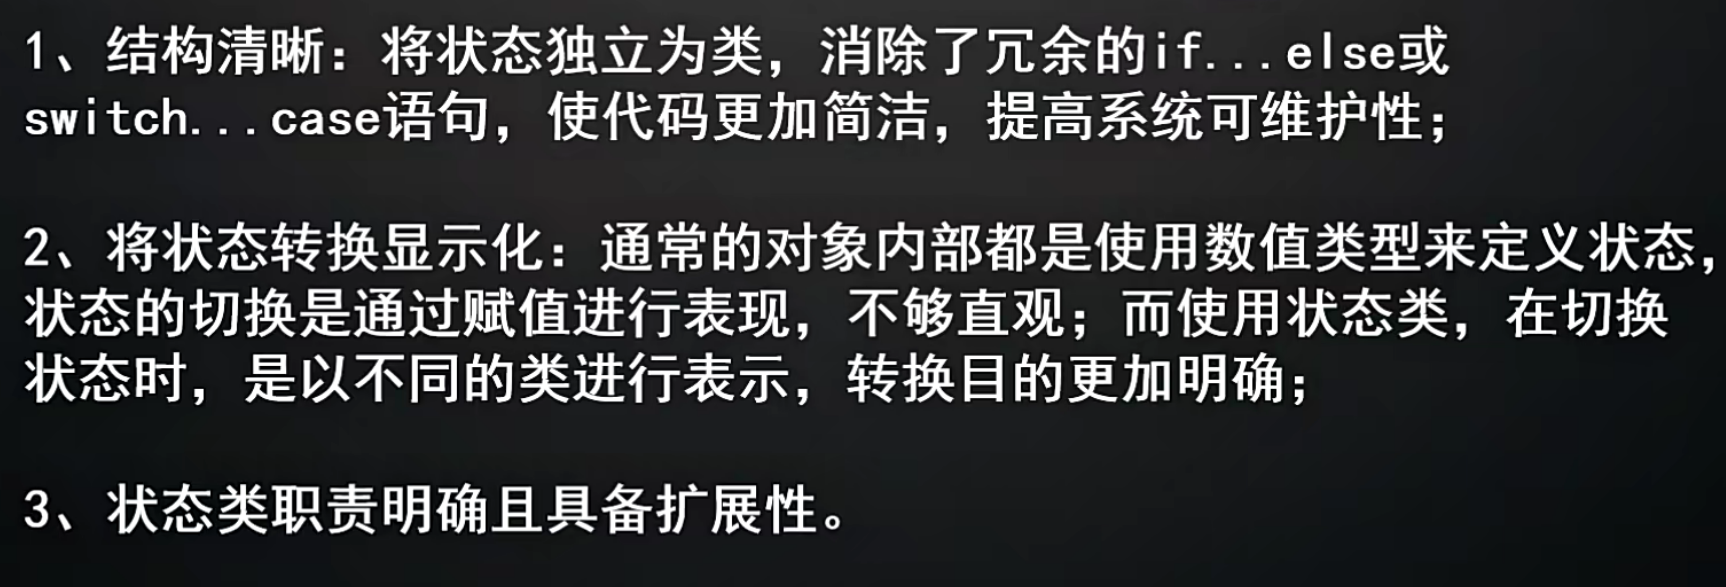 1、结构清晰：将状态独立为类，消除了冗余的if...else或
switch...case语句，使代码更加简洁，提高系统可维护性；
2、将状态转换显示化：通常的对象内部都是使用数值类型来定义状态，
状态的切换是通过赋值进行表现，不够直观；而使用状态类，在切换
状态时，是以不同的类进行表示，转换目的更加明确；
3、状态类职责明确且具备扩展性。